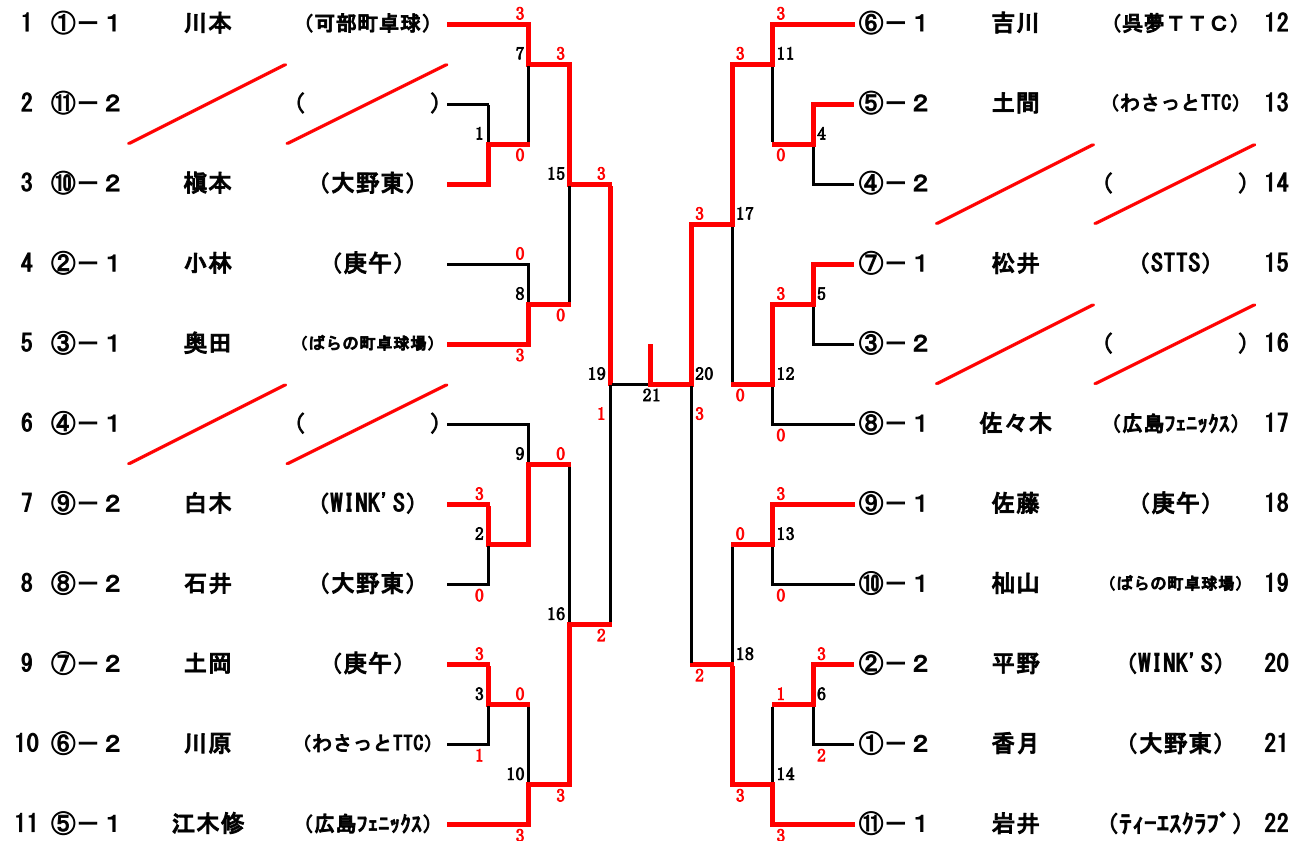 1 ①－1 川本 (可部町卓球) 3 3 ⑥－1 吉川 (呉夢ＴＴＣ) 12
7 3 3 11
2 ⑪－2 ( ) ⑤－2 土間 (わさっとTTC) 13
1 0 0 4
3 ⑩－2 槇本 (大野東) 15 3 ④－2 ( ) 14
3 17
4 ②－1 小林 (庚午) 0 ⑦－1 松井 (STTS) 15
8 0 3 5
5 ③－1 奥田 (ばらの町卓球場) 3 ③－2 ( ) 16
19 21 20 0 12
6 ④－1 ( ) 1 3 0 ⑧－1 佐々木 (広島フェニックス) 17
9 0
7 ⑨－2 白木 (WINK'S) 3 3 ⑨－1 佐藤 (庚午) 18
2 0 13
8 ⑧－2 石井 (大野東) 0 0 ⑩－1 杣山 (ばらの町卓球場) 19
16 2
9 ⑦－2 土岡 (庚午) 3 2 18 3 ②－2 平野 (WINK'S) 20
3 0 1 6
10 ⑥－2 川原 (わさっとTTC) 1 2 ①－2 香月 (大野東) 21
10 3 3 14
11 ⑤－1 江木修 (広島フェニックス) 3 3 ⑪－1 岩井 (ティーエスクラブ) 22